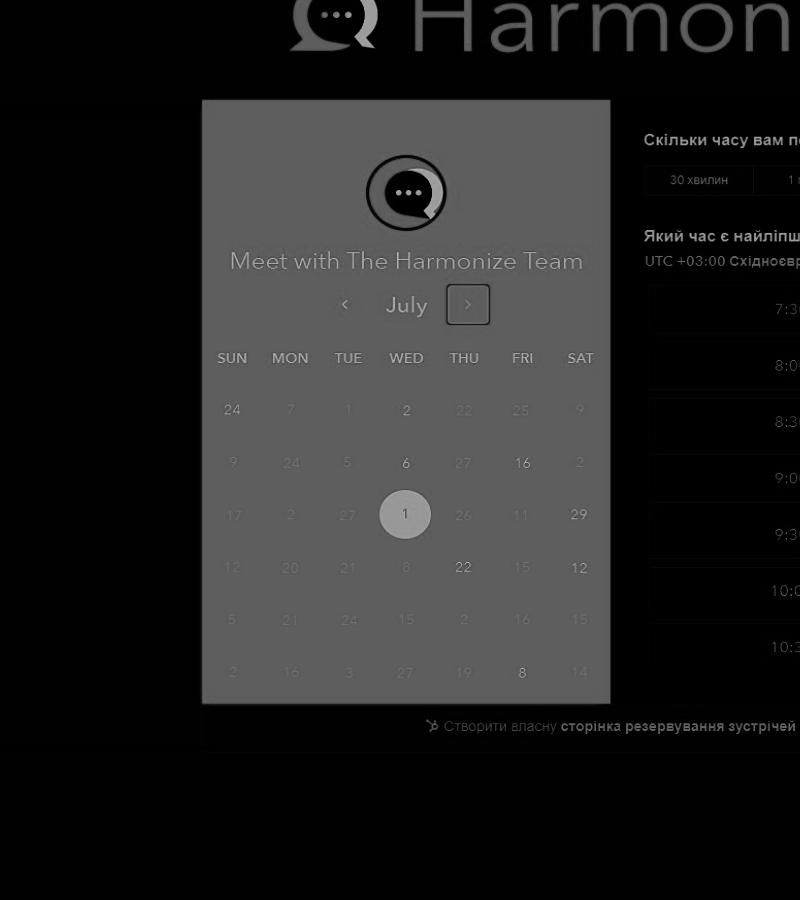 Harmon
Meet with The Harmonize Team
July
SUN MON TUE WED THU FRI SAT
24 7 1 2 22 25 9
9 24 5 6 27 16 2
17 2 27 1 26 11 29
12 20 21 8 22 15 12
5 21 24 15 2 16 15
2 16 3 27 19 8 14
Скільки часу вам п
30 хвилин 1
Який час є найліпш
UTC +03:00 Східноєвр
7:3
8:0
8:3
9:0
9:3
10:0
10:3
Створити власну сторінка резервування зустрічей